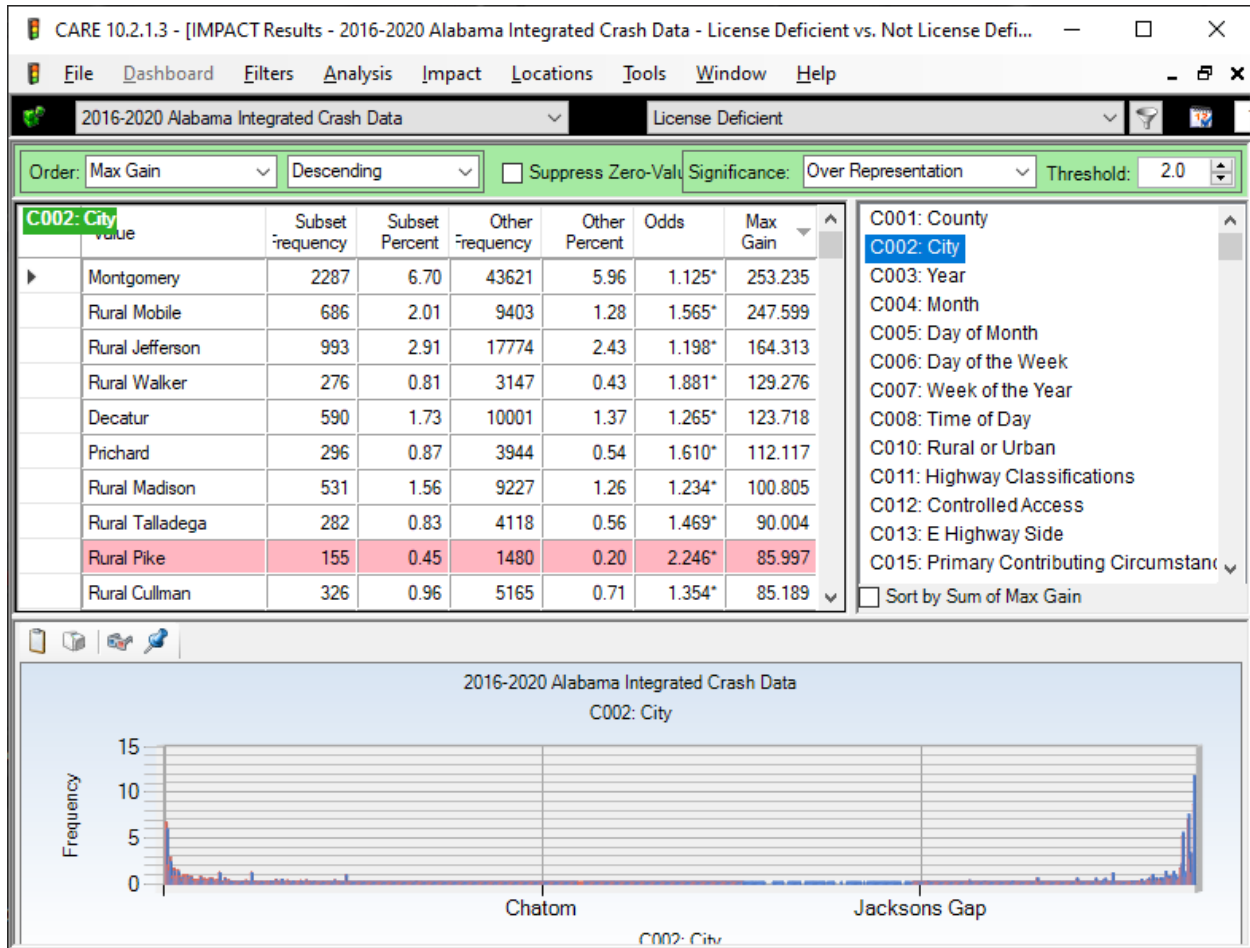 CARE 10.2.1.3 - [IMPACT Results - 2016-2020 Alabama Integrated Crash Data - License Deficient vs. Not License Defi...
File Dashboard Filters Analysis Impact Locations Tools Window Help
2016-2020 Alabama Integrated Crash Data License Deficient
Order: Max Gain Descending Suppress Zero-Valu Significance: Over Representation Threshold: 2.0
C002: City
Subset Frequency Subset Percent Other Frequency Other Percent Odds Max Gain
Montgomery 2287 6.70 43621 5.96 1.125* 253.235
Rural Mobile 686 2.01 9403 1.28 1.565* 247.599
Rural Jefferson 993 2.91 17774 2.43 1.198* 164.313
Rural Walker 276 0.81 3147 0.43 1.881* 129.276
Decatur 590 1.73 10001 1.37 1.265* 123.718
Prichard 296 0.87 3944 0.54 1.610* 112.117
Rural Madison 531 1.56 9227 1.26 1.234* 100.805
Rural Talladega 282 0.83 4118 0.56 1.469* 90.004
Rural Pike 155 0.45 1480 0.20 2.246* 85.997
Rural Cullman 326 0.96 5165 0.71 1.354* 85.189
C001: County
C002: City
C003: Year
C004: Month
C005: Day of Month
C006: Day of the Week
C007: Week of the Year
C008: Time of Day
C010: Rural or Urban
C011: Highway Classifications
C012: Controlled Access
C013: E Highway Side
C015: Primary Contributing Circumstanc
Sort by Sum of Max Gain
2016-2020 Alabama Integrated Crash Data
C002: City
Frequency
15
10
5
0
Chatom Jacksons Gap
C002: City